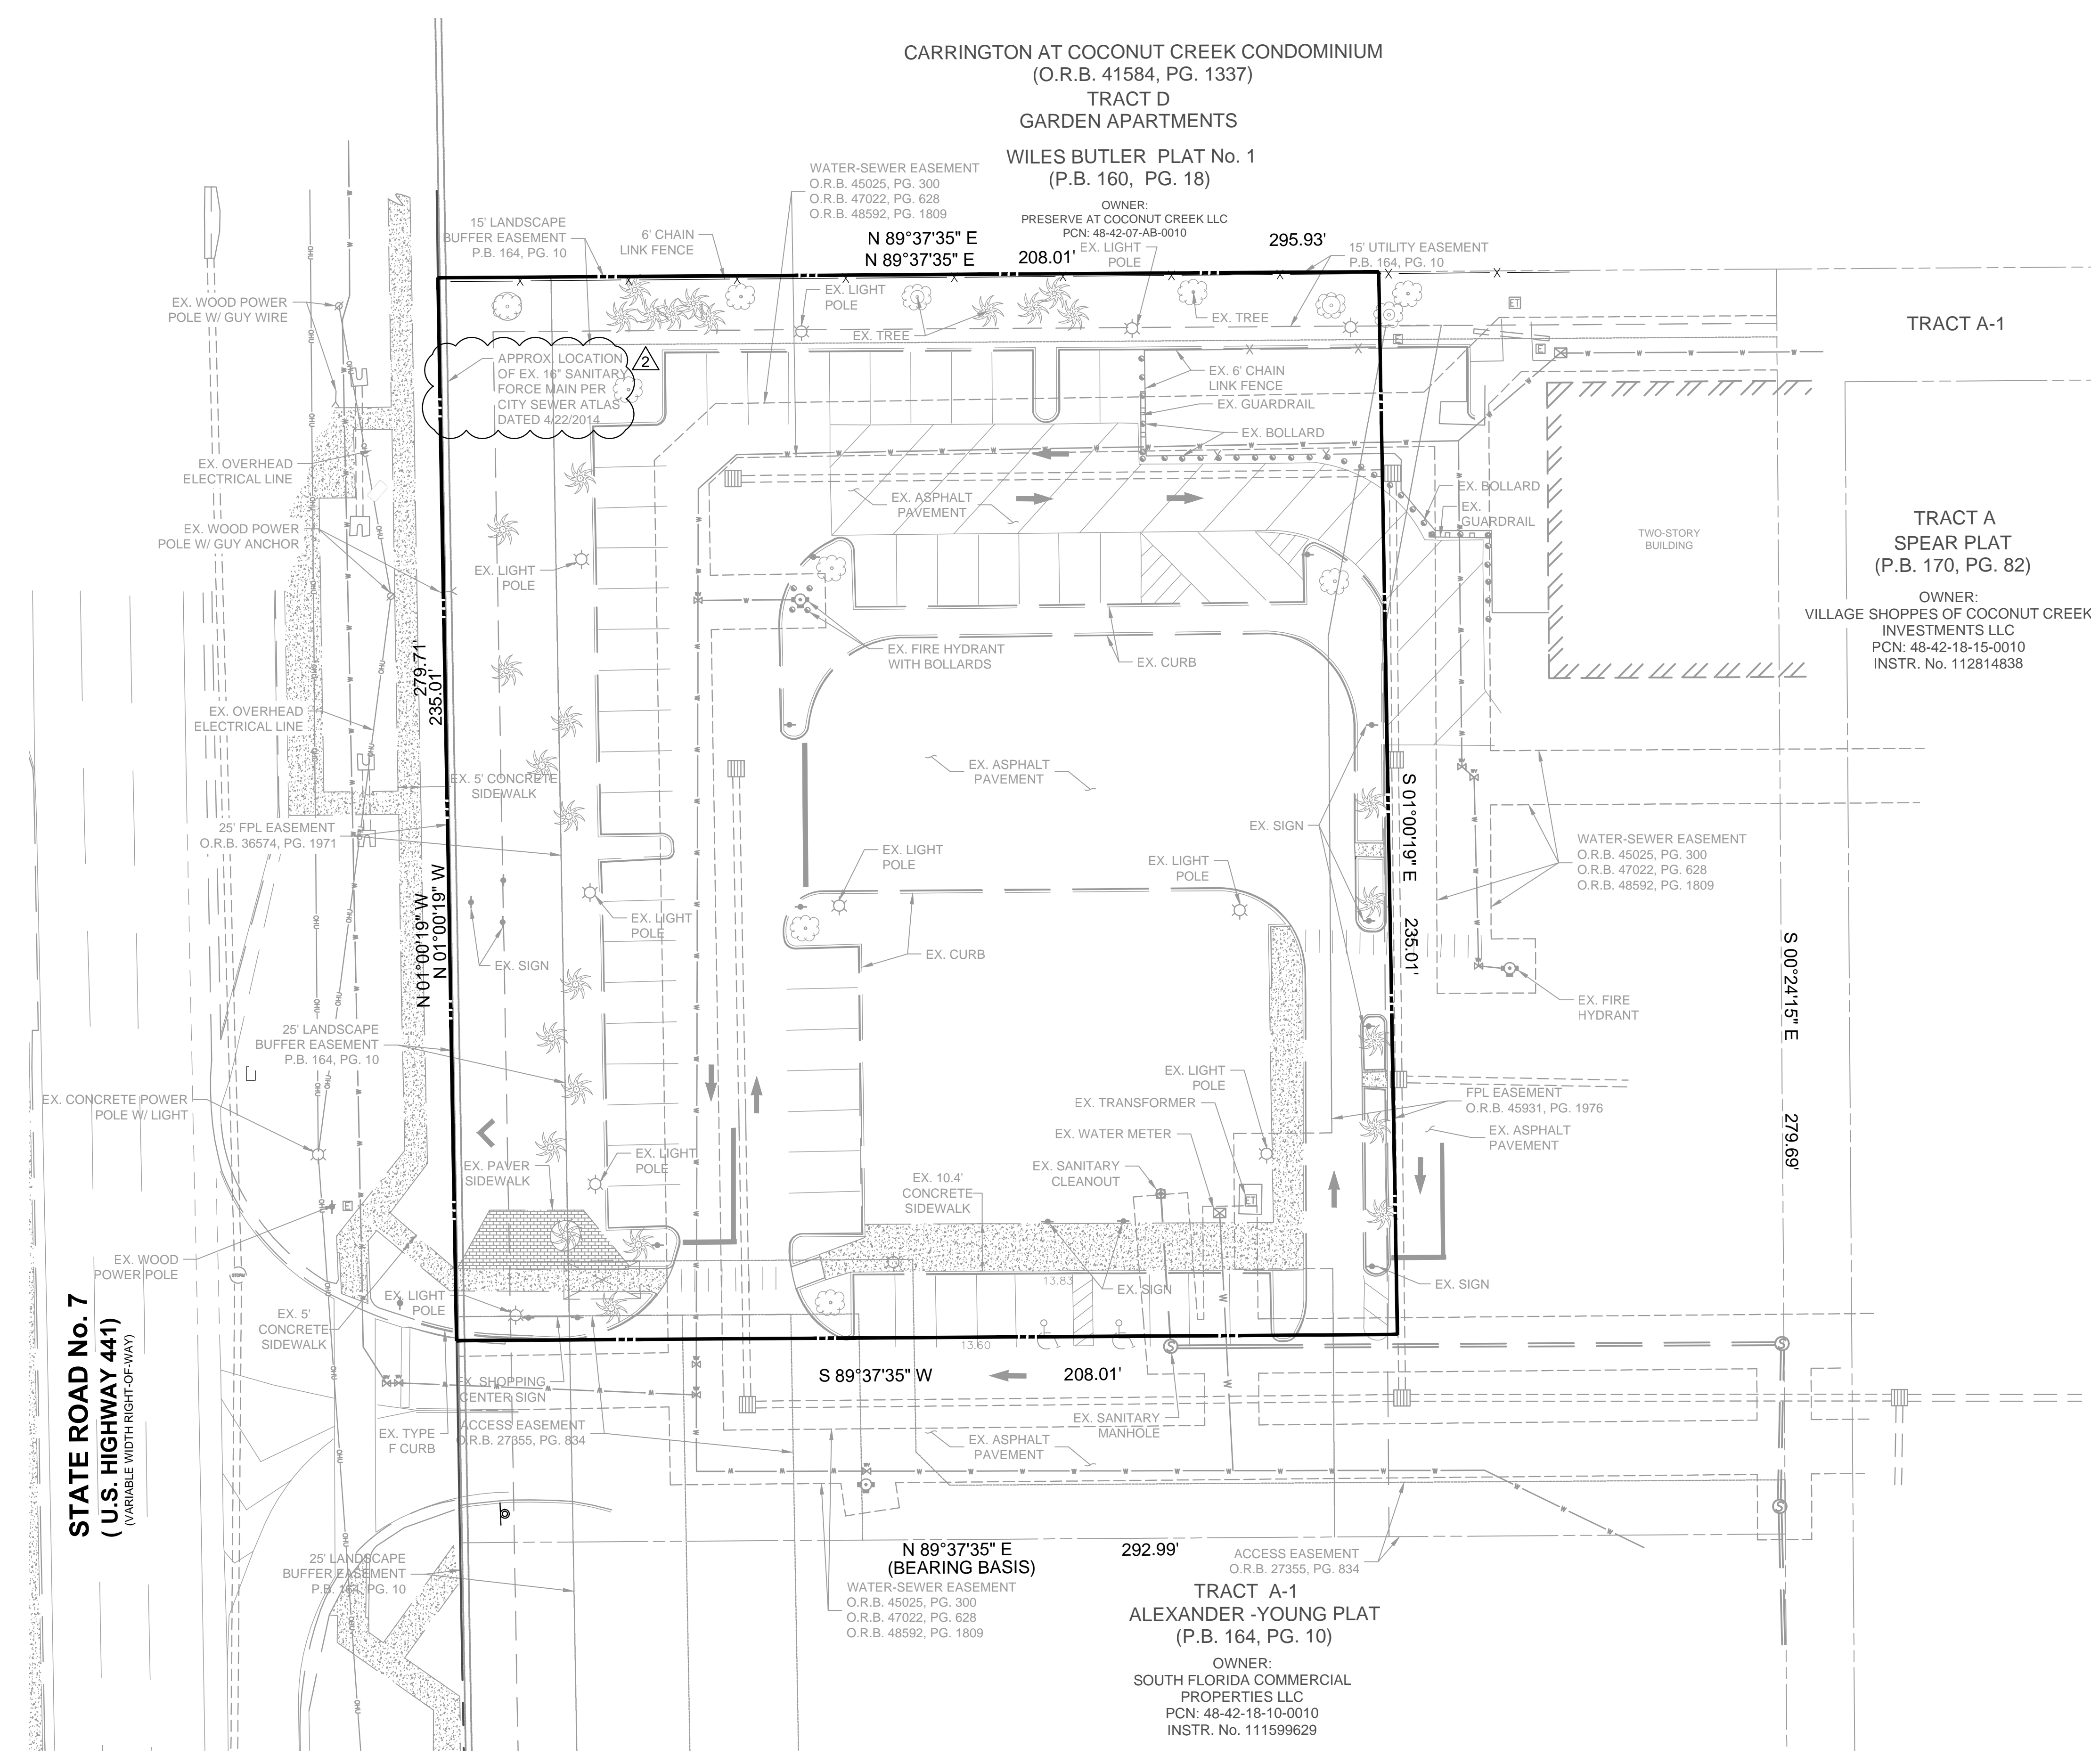 CARRINGTON AT COCONUT CREEK CONDOMINIUM
(O.R.B. 41584, PG. 1337)
TRACT D
GARDEN APARTMENTS
WILES BUTLER PLAT No. 1
(P.B. 160, PG. 18)
OWNER:
PRESERVE AT COCONUT CREEK LLC
PCN: 48-42-07-AB-0010
WATER-SEWER EASEMENT
O.R.B. 45025, PG. 300
O.R.B. 47022, PG. 628
O.R.B. 48592, PG. 1809
15' LANDSCAPE
BUFFER EASEMENT
P.B. 164, PG. 10
6' CHAIN
LINK FENCE
N 89°37'35" E
295.93'
N 89°37'35" E
208.01'
EX. LIGHT
POLE
15' UTILITY EASEMENT
P.B. 164, PG. 10
EX. WOOD POWER
POLE W/ GUY WIRE
EX. LIGHT
POLE
EX. TREE
EX. TREE
TRACT A-1
APPROX. LOCATION
OF EX. 16" SANITARY
FORCE MAIN PER
CITY SEWER ATLAS
DATED 4/22/2014
2
EX. 6' CHAIN
LINK FENCE
EX. GUARDRAIL
EX. BOLLARD
EX. OVERHEAD
ELECTRICAL LINE
EX. ASPHALT
PAVEMENT
EX. BOLLARD
EX.
GUARDRAIL
TWO-STORY
BUILDING
TRACT A
SPEAR PLAT
(P.B. 170, PG. 82)
OWNER:
VILLAGE SHOPPES OF COCONUT CREEK
INVESTMENTS LLC
PCN: 48-42-18-15-0010
INSTR. No. 112814838
EX. WOOD POWER
POLE W/ GUY ANCHOR
EX. LIGHT
POLE
EX. FIRE HYDRANT
WITH BOLLARDS
EX. CURB
279.71'
235.01'
EX. OVERHEAD
ELECTRICAL LINE
EX. 5' CONCRETE
SIDEWALK
EX. ASPHALT
PAVEMENT
S 01°00'19" E
235.01'
25' FPL EASEMENT
O.R.B. 36574, PG. 1971
EX. LIGHT
POLE
EX. LIGHT
POLE
EX. SIGN
WATER-SEWER EASEMENT
O.R.B. 45025, PG. 300
O.R.B. 47022, PG. 628
O.R.B. 48592, PG. 1809
N 01°00'19" W
N 01°00'19" W
EX. LIGHT
POLE
EX. SIGN
EX. CURB
S 00°24'15" E
279.69'
EX. FIRE
HYDRANT
25' LANDSCAPE
BUFFER EASEMENT
P.B. 164, PG. 10
EX. CONCRETE POWER
POLE W/ LIGHT
EX. LIGHT
POLE
EX. TRANSFORMER
EX. WATER METER
EX. SANITARY
CLEANOUT
FPL EASEMENT
O.R.B. 45931, PG. 1976
EX. ASPHALT
PAVEMENT
EX. PAVER
SIDEWALK
EX. LIGHT
POLE
EX. 10.4'
CONCRETE
SIDEWALK
EX. WOOD
POWER POLE
13.83
EX. SIGN
EX. SIGN
EX. LIGHT
POLE
EX. 5'
CONCRETE
SIDEWALK
13.60
STATE ROAD No. 7
( U.S. HIGHWAY 441)
(VARIABLE WIDTH RIGHT-OF-WAY)
S 89°37'35" W
208.01'
EX. SHOPPING
CENTER SIGN
EX. TYPE
F CURB
ACCESS EASEMENT
O.R.B. 27355, PG. 834
EX. SANITARY
MANHOLE
EX. ASPHALT
PAVEMENT
N 89°37'35" E
292.99'
(BEARING BASIS)
25' LANDSCAPE
BUFFER EASEMENT
P.B. 164, PG. 10
WATER-SEWER EASEMENT
O.R.B. 45025, PG. 300
O.R.B. 47022, PG. 628
O.R.B. 48592, PG. 1809
ACCESS EASEMENT
O.R.B. 27355, PG. 834
TRACT A-1
ALEXANDER -YOUNG PLAT
(P.B. 164, PG. 10)
OWNER:
SOUTH FLORIDA COMMERCIAL
PROPERTIES LLC
PCN: 48-42-18-10-0010
INSTR. No. 111599629